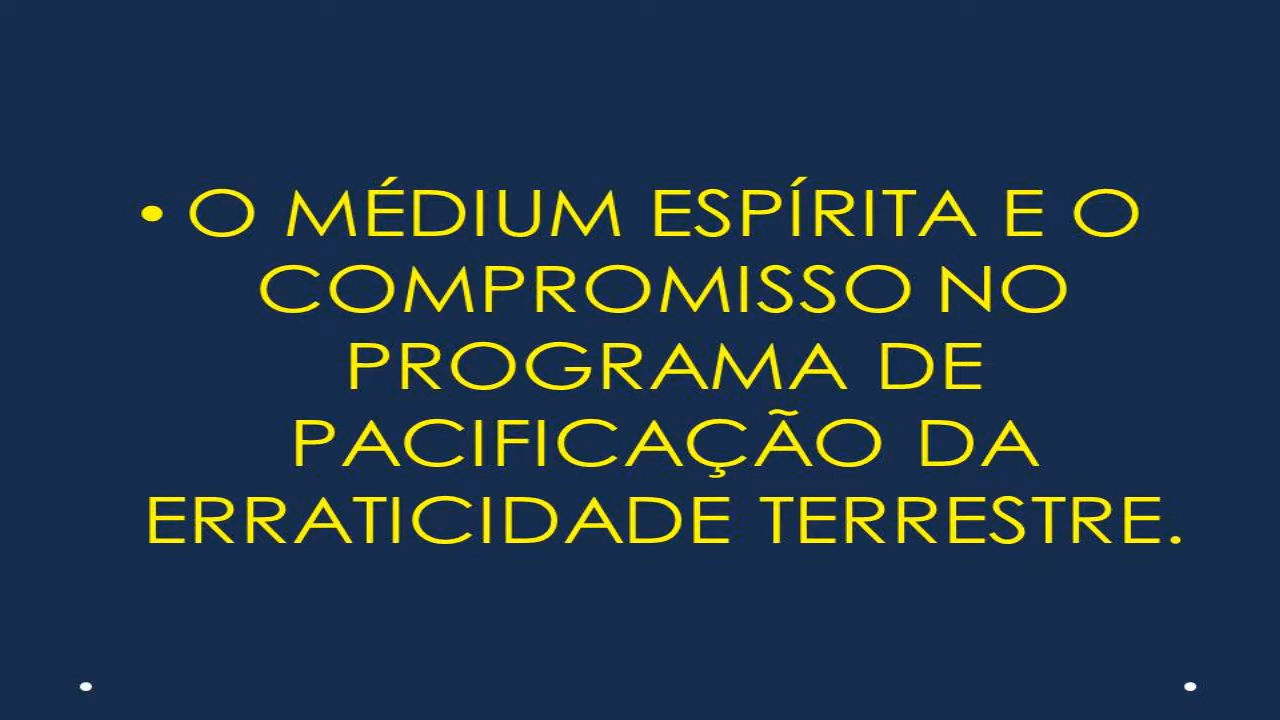 • O MÉDIUM ESPÍRITA E O
COMPROMISSO NO
PROGRAMA DE
PACIFICAÇÃO DA
ERRATICIDADE TERRESTRE.